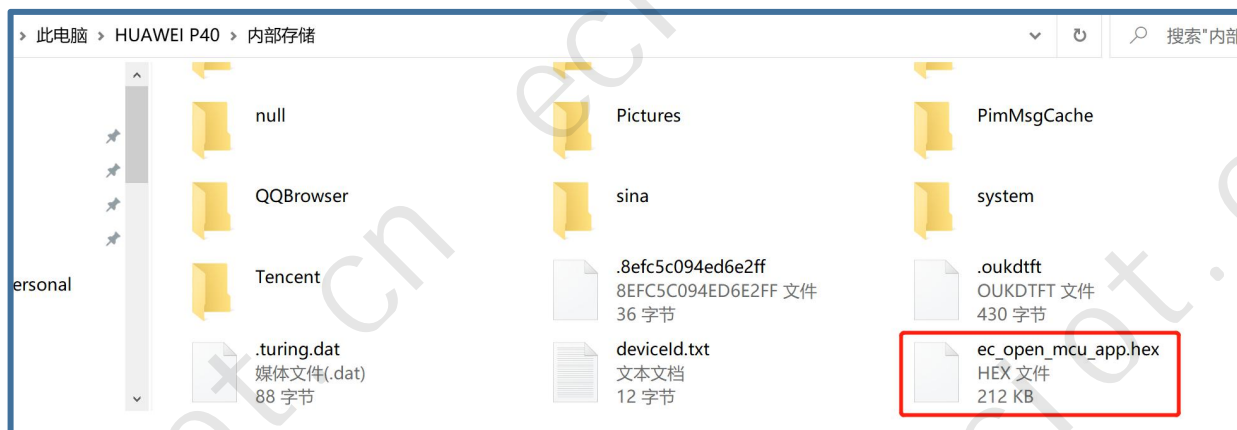 > 此电脑 > HUAWEI P40 > 内部存储
搜索"内部
null
Pictures
PimMsgCache
QQBrowser
sina
system
ersonal
Tencent
.8efc5c094ed6e2ff
8EFC5C094ED6E2FF 文件
36 字节
.oukdtft
OUKDTFT 文件
430 字节
.turing.dat
媒体文件(.dat)
88 字节
deviceId.txt
文本文档
12 字节
ec_open_mcu_app.hex
HEX 文件
212 KB